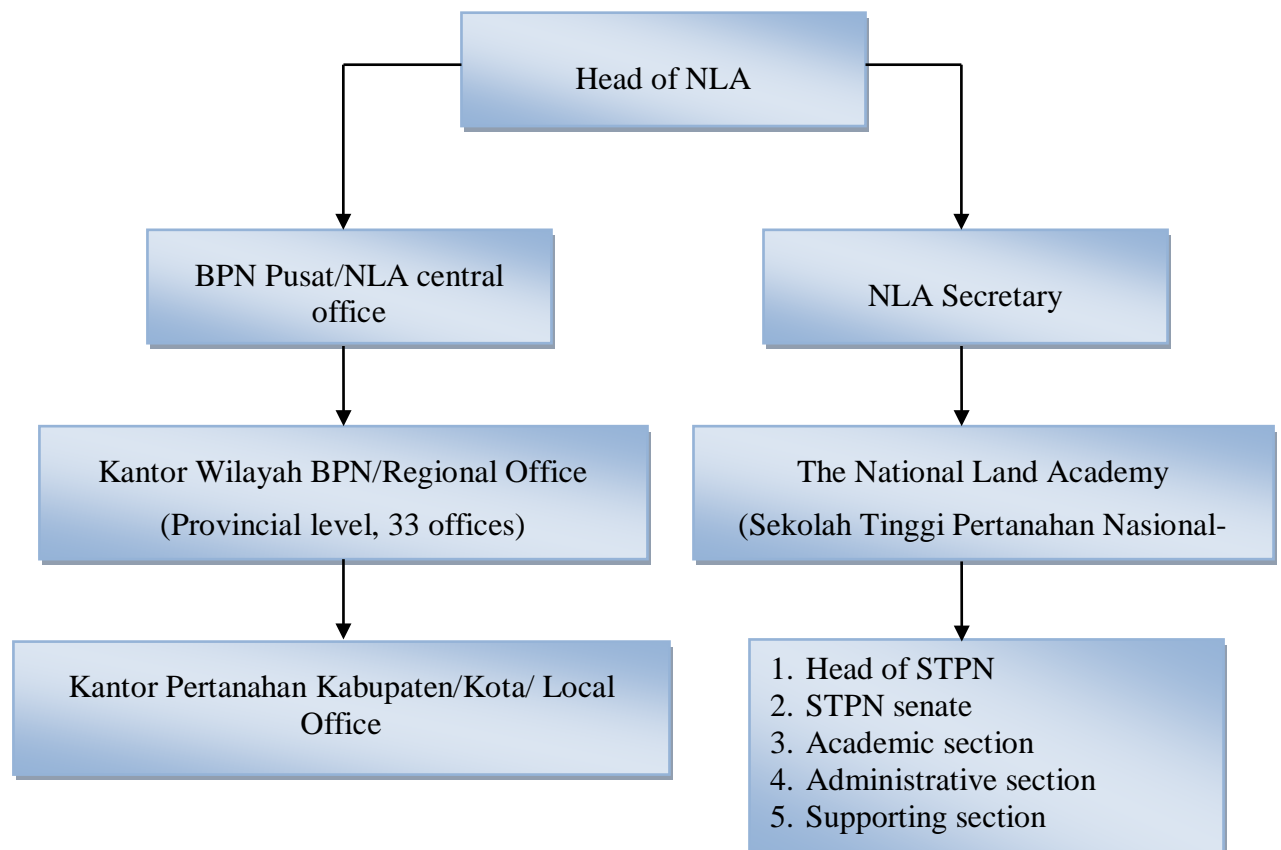 Head of NLA
BPN Pusat/NLA central
office
NLA Secretary
Kantor Wilayah BPN/Regional Office
(Provincial level, 33 offices)
The National Land Academy
(Sekolah Tinggi Pertanahan Nasional-
Kantor Pertanahan Kabupaten/Kota/ Local
Office
1. Head of STPN
2. STPN senate
3. Academic section
4. Administrative section
5. Supporting section